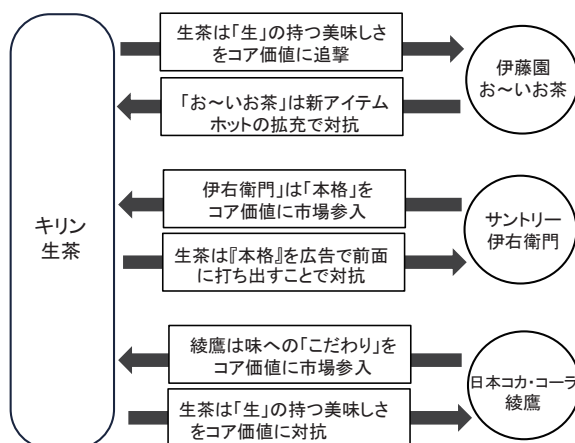 キリン
生茶
生茶は「生」の持つ美味しさ
をコア価値に追撃
「お～いお茶」は新アイテム
ホットの拡充で対抗
伊藤園
お～いお茶
伊右衛門」は「本格」を
コア価値に市場参入
生茶は『本格』を広告で前面
に打ち出すことで対抗
サントリー
伊右衛門
綾鷹は味への「こだわり」を
コア価値に市場参入
生茶は「生」の持つ美味しさ
をコア価値に対抗
日本コカ・コーラ
綾鷹